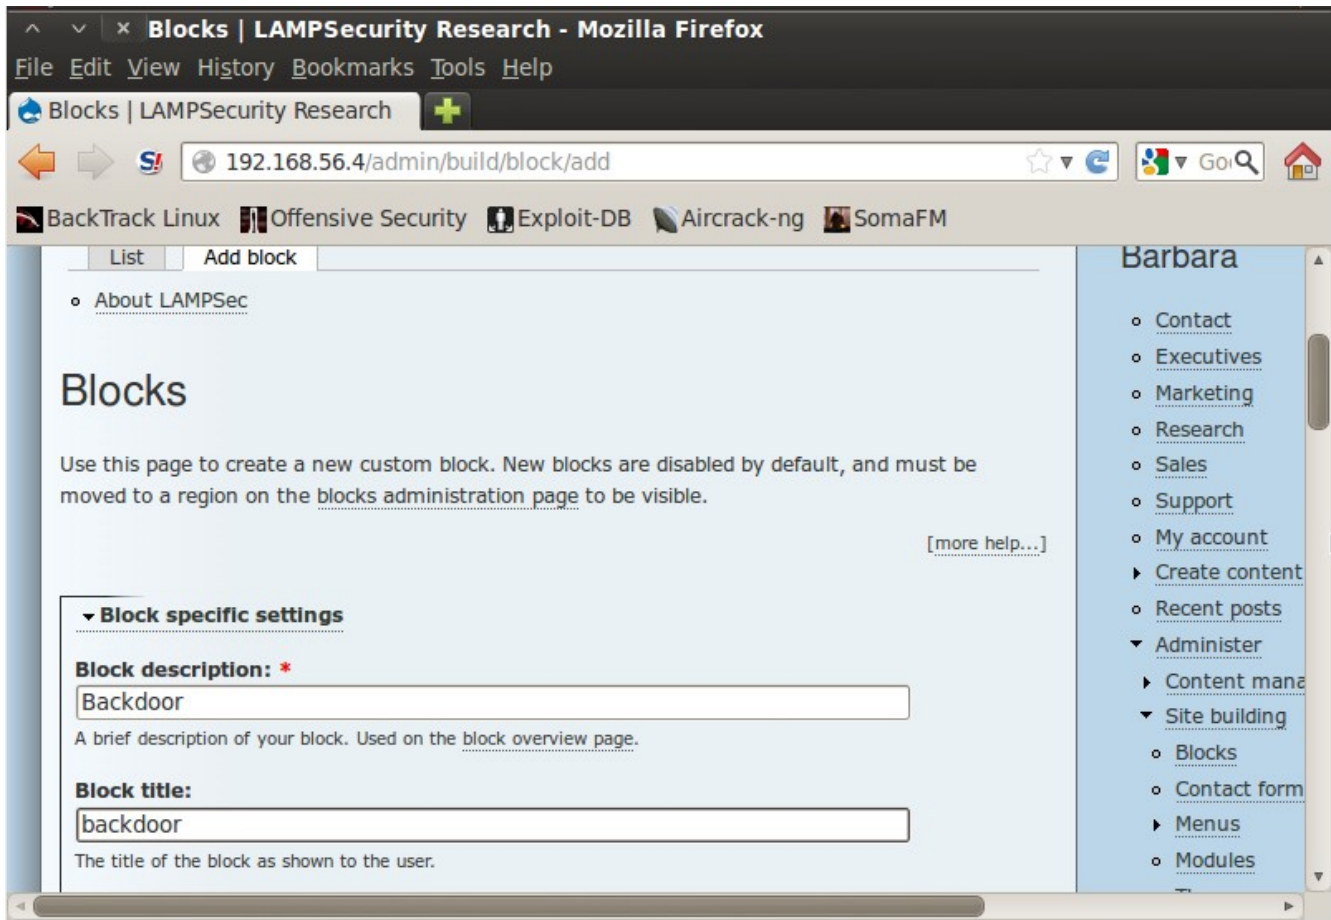 Blocks | LAMPSecurity Research - Mozilla Firefox
File Edit View History Bookmarks Tools Help
Blocks | LAMPSecurity Research
S! 192.168.56.4/admin/build/block/add
BackTrack Linux Offensive Security Exploit-DB Aircrack-ng SomaFM
List Add block
About LAMPSec
Blocks
Use this page to create a new custom block. New blocks are disabled by default, and must be
moved to a region on the blocks administration page to be visible.
[more help...]
Block specific settings
Block description: *
Backdoor
A brief description of your block. Used on the block overview page.
Block title:
backdoor
The title of the block as shown to the user.
Barbara
Contact
Executives
Marketing
Research
Sales
Support
My account
Create content
Recent posts
Administer
Content mana
Site building
Blocks
Contact form
Menus
Modules